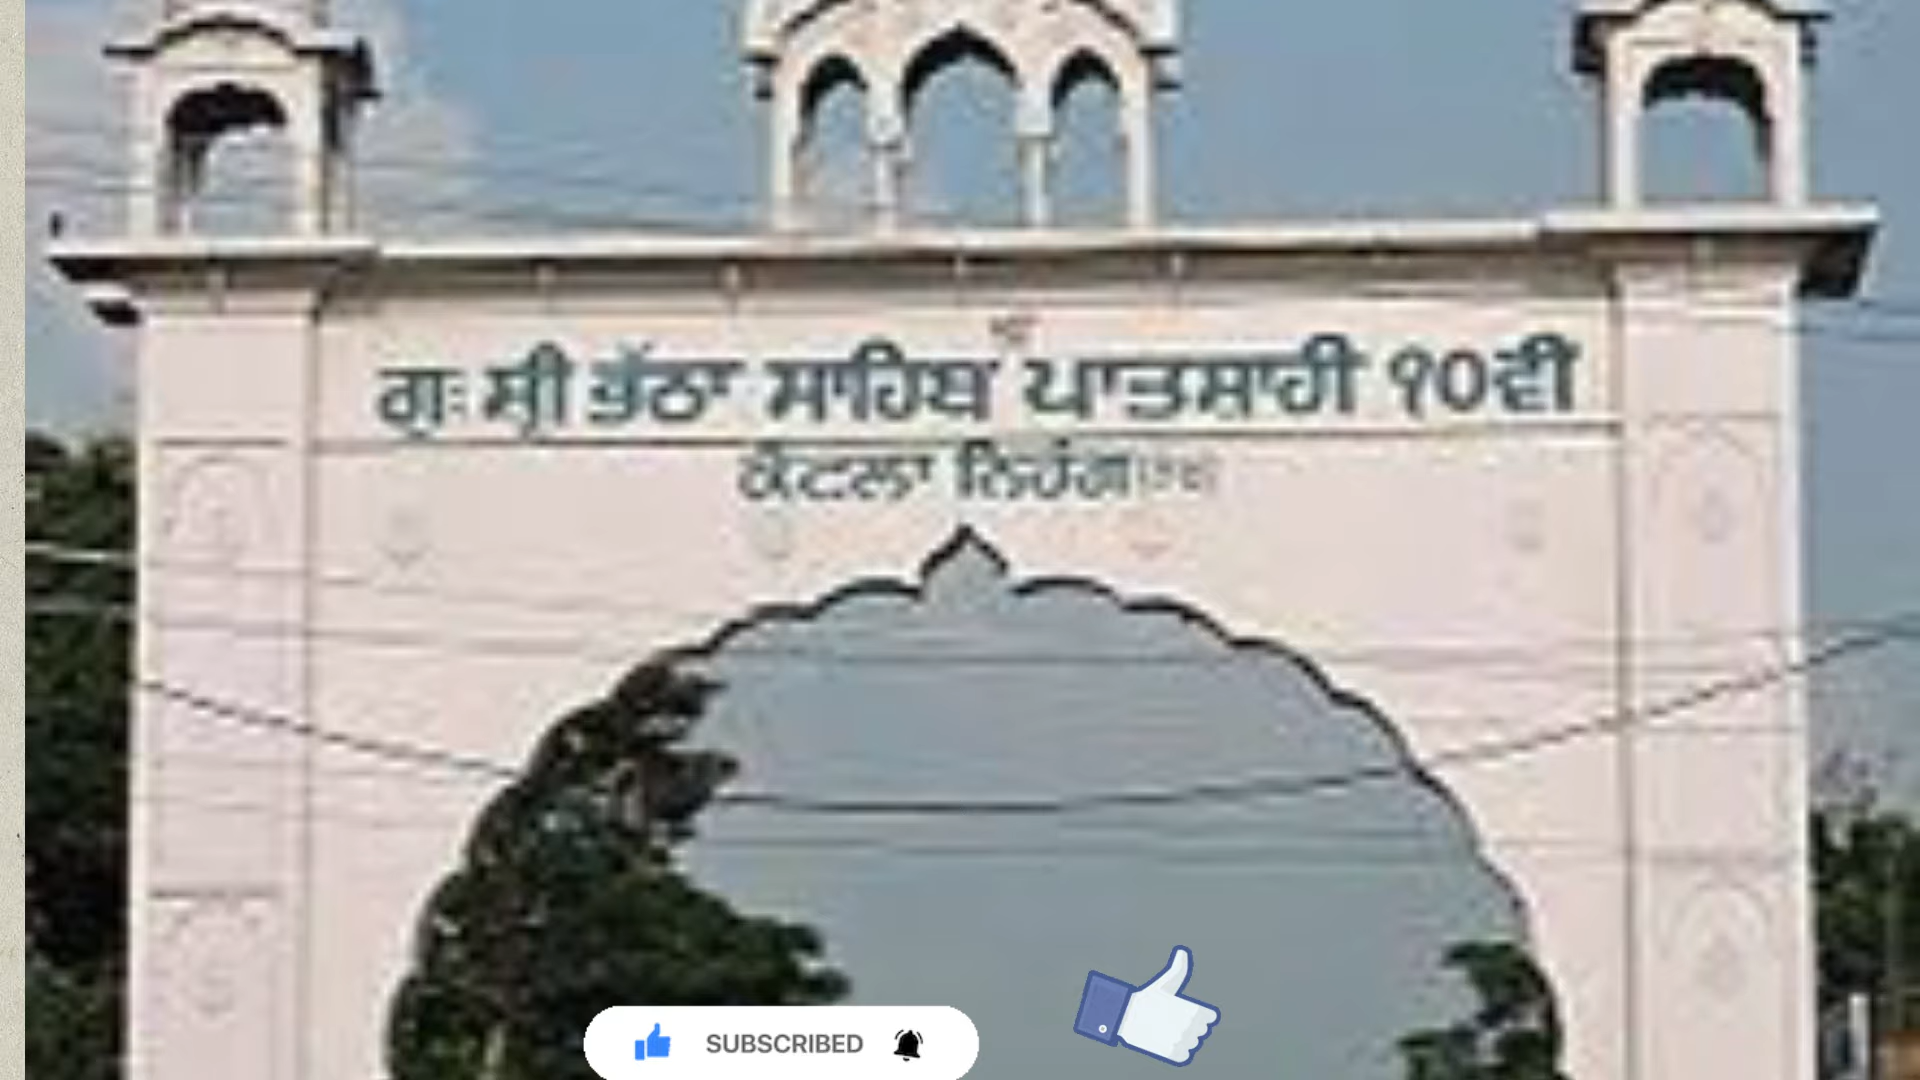 ਗੁ: ਸ਼੍ਰੀ ਭੱਠਾ ਸਾਹਿਬ ਪਾਤਸ਼ਾਹੀ ੧੦ਵੀਂ
ਕੋਟਲਾ ਨਿਹੰਗ
SUBSCRIBED